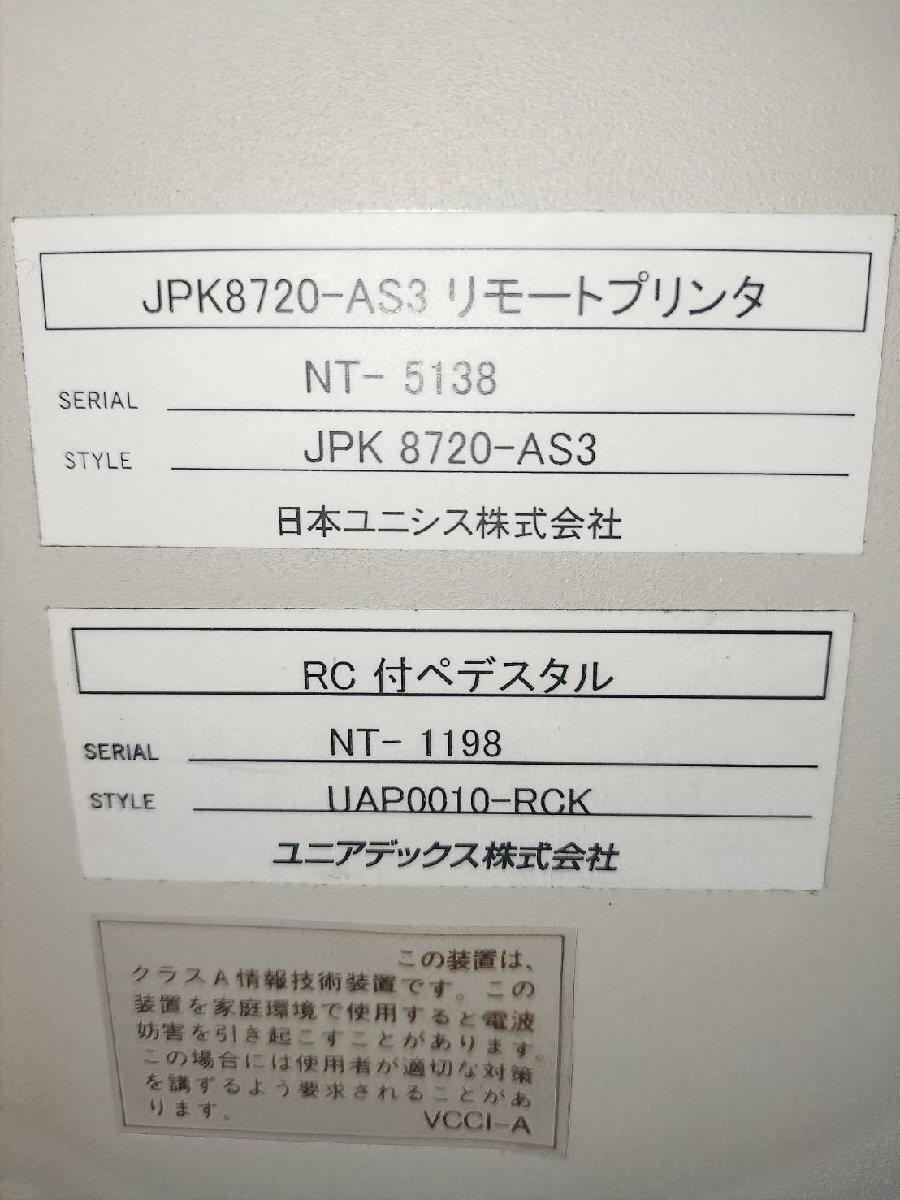 JPK8720-AS3 リモートプリンタ
SERIAL NT- 5138
STYLE JPK 8720-AS3
日本ユニシス株式会社
RC 付ペデスタル
SERIAL NT- 1198
STYLE UAP0010-RCK
ユニアデックス株式会社
この装置は、
クラスA情報技術装置です。この
装置を家庭環境で使用すると電波
妨害を引き起こすことがあります。
この場合には使用者が適切な対策
を講ずるよう要求されることがあ
ります。 VCCI-A